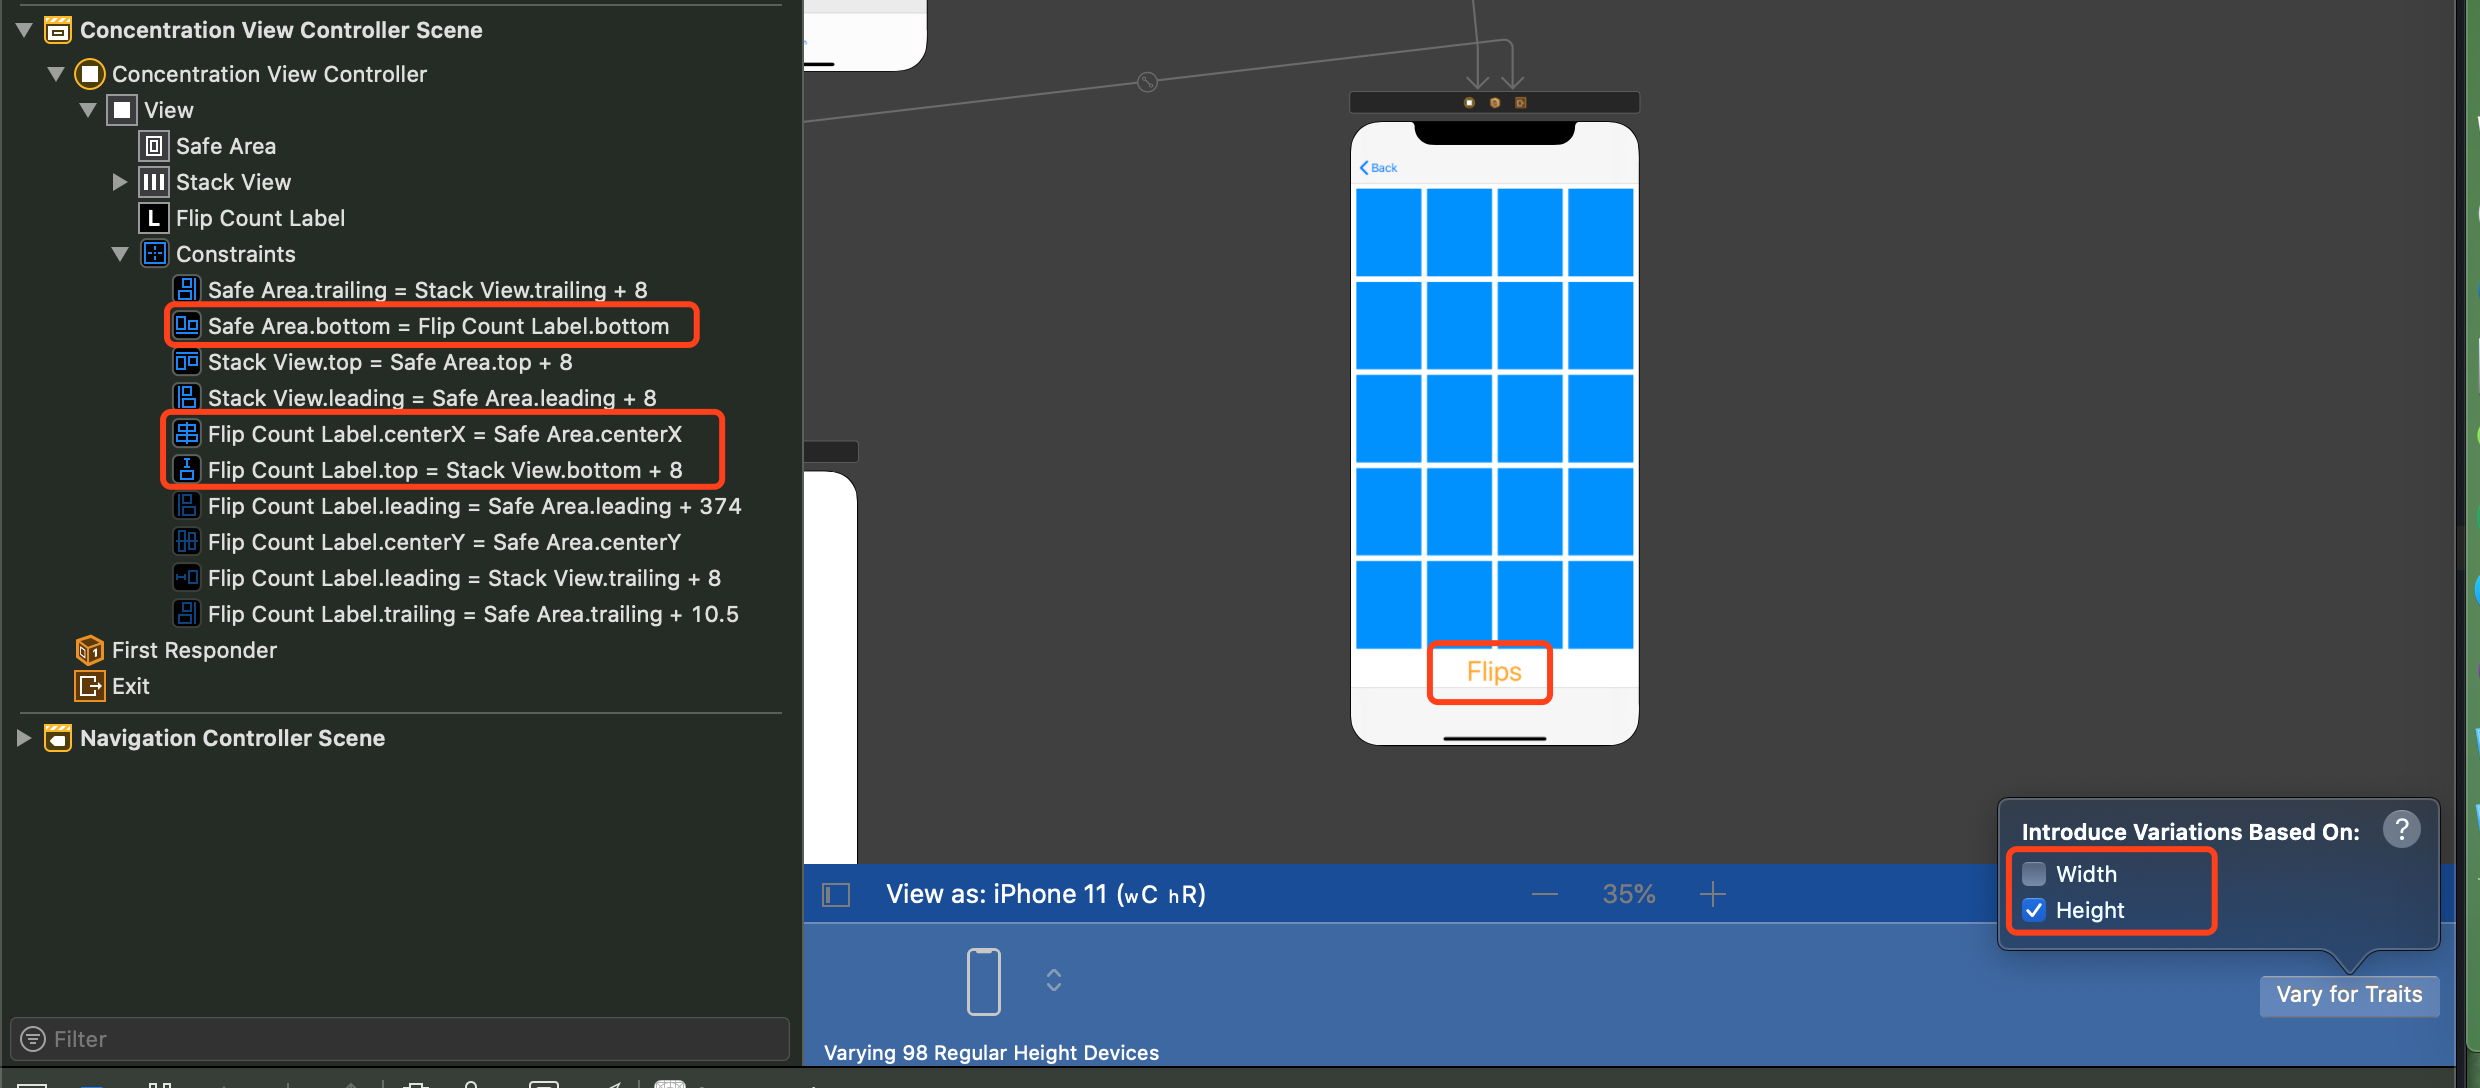 Concentration View Controller Scene
Concentration View Controller
View
Safe Area
Stack View
L Flip Count Label
Constraints
Safe Area.trailing = Stack View.trailing + 8
Safe Area.bottom = Flip Count Label.bottom
Stack View.top = Safe Area.top + 8
Stack View.leading = Safe Area.leading + 8
Flip Count Label.centerX = Safe Area.centerX
Flip Count Label.top = Stack View.bottom + 8
Flip Count Label.leading = Safe Area.leading + 374
Flip Count Label.centerY = Safe Area.centerY
Flip Count Label.leading = Stack View.trailing + 8
Flip Count Label.trailing = Safe Area.trailing + 10.5
First Responder
Exit
Navigation Controller Scene
Filter
Back
Flips
Introduce Variations Based On: ?
Width
Height
View as: iPhone 11 (wC hR)
35%
Vary for Traits
Varying 98 Regular Height Devices